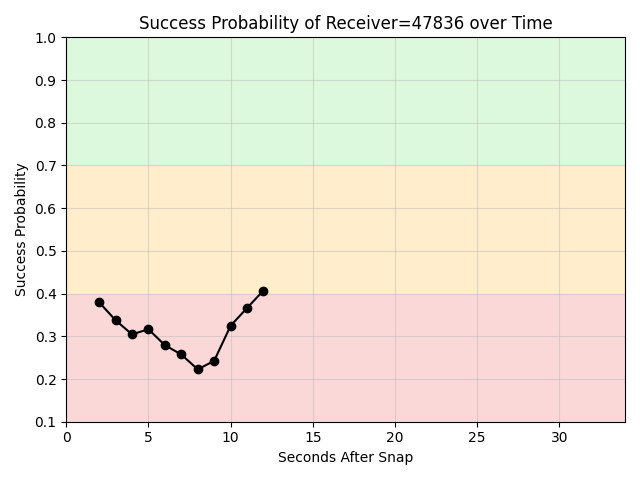 Success Probability of Receiver=47836 over Time
1.0
0.9
0.8
0.7
0.6
0.5
0.4
0.3
0.2
0.1
Success Probability
0 5 10 15 20 25 30
Seconds After Snap